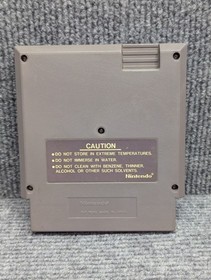 CAUTION
•DO NOT STORE IN EXTREME TEMPERATURES.
•DO NOT IMMERSE IN WATER.
•DO NOT CLEAN WITH BENZENE, THINNER,
ALCOHOL OR OTHER SUCH SOLVENTS.
Nintendo